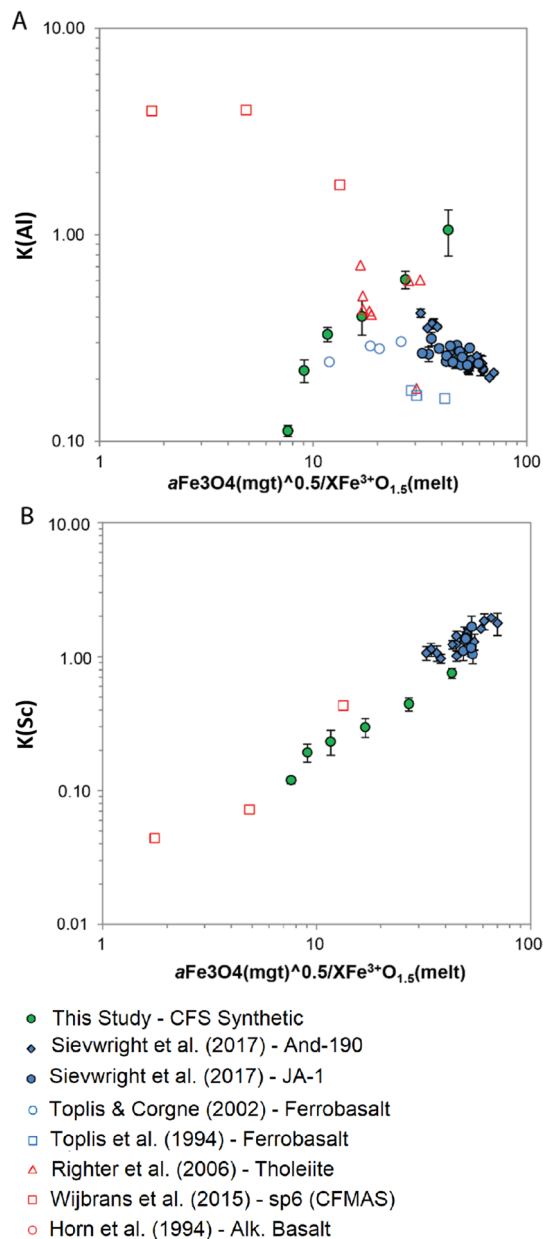 A
10.00
1.00
0.10
K(Al)
1
10
100
aFe3O4(mgt)^0.5/XFe³⁺O₁.₅(melt)
B
10.00
1.00
0.10
0.01
K(Sc)
1
10
100
aFe3O4(mgt)^0.5/XFe³⁺O₁.₅(melt)
This Study - CFS Synthetic
Sievwright et al. (2017) - And-190
Sievwright et al. (2017) - JA-1
Toplis & Corgne (2002) - Ferrobasalt
Toplis et al. (1994) - Ferrobasalt
Righter et al. (2006) - Tholeiite
Wijbrans et al. (2015) - sp6 (CFMAS)
Horn et al. (1994) - Alk. Basalt